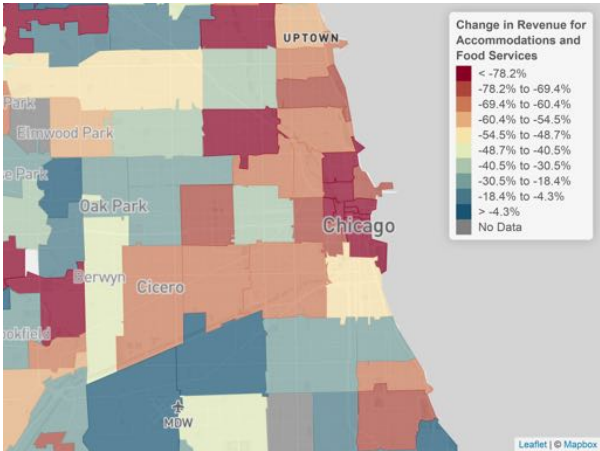 UPTOWN
Park
Elmwood Park
Park
Oak Park
Chicago
Berwyn
Cicero
ookfield
MDW
Change in Revenue for
Accommodations and
Food Services
< -78.2%
-78.2% to -69.4%
-69.4% to -60.4%
-60.4% to -54.5%
-54.5% to -48.7%
-48.7% to -40.5%
-40.5% to -30.5%
-30.5% to -18.4%
-18.4% to -4.3%
> -4.3%
No Data
Leaflet | © Mapbox